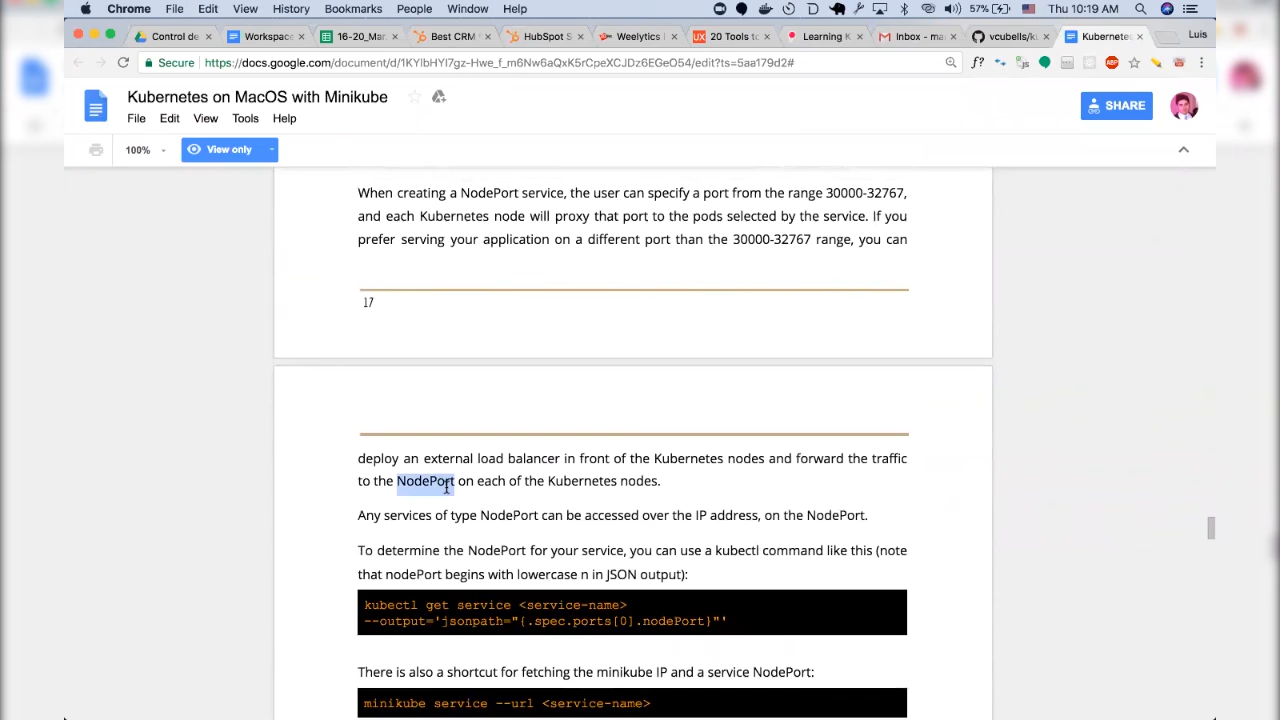 Chrome File Edit View History Bookmarks People Window Help 57% Thu 10:19 AM
Control de Workspace 16-20_Mar Best CRM HubSpot S Weelytics | 20 Tools to Learning K Inbox - ma vcubells/ku Kubernete Luis
Secure https://docs.google.com/document/d/1KYlbHYl7gz-Hwe_f_m6Nw6aQxK5rCpeXCJDz6EGeO54/edit?ts=5aa179d2#
Kubernetes on MacOS with Minikube
SHARE
File Edit View Tools Help
100% View only
When creating a NodePort service, the user can specify a port from the range 30000-32767,
and each Kubernetes node will proxy that port to the pods selected by the service. If you
prefer serving your application on a different port than the 30000-32767 range, you can
17
deploy an external load balancer in front of the Kubernetes nodes and forward the traffic
to the NodePort on each of the Kubernetes nodes.
Any services of type NodePort can be accessed over the IP address, on the NodePort.
To determine the NodePort for your service, you can use a kubectl command like this (note
that nodePort begins with lowercase n in JSON output):
kubectl get service <service-name>
--output='jsonpath="{.spec.ports[0].nodePort}"'
There is also a shortcut for fetching the minikube IP and a service NodePort:
minikube service --url <service-name>